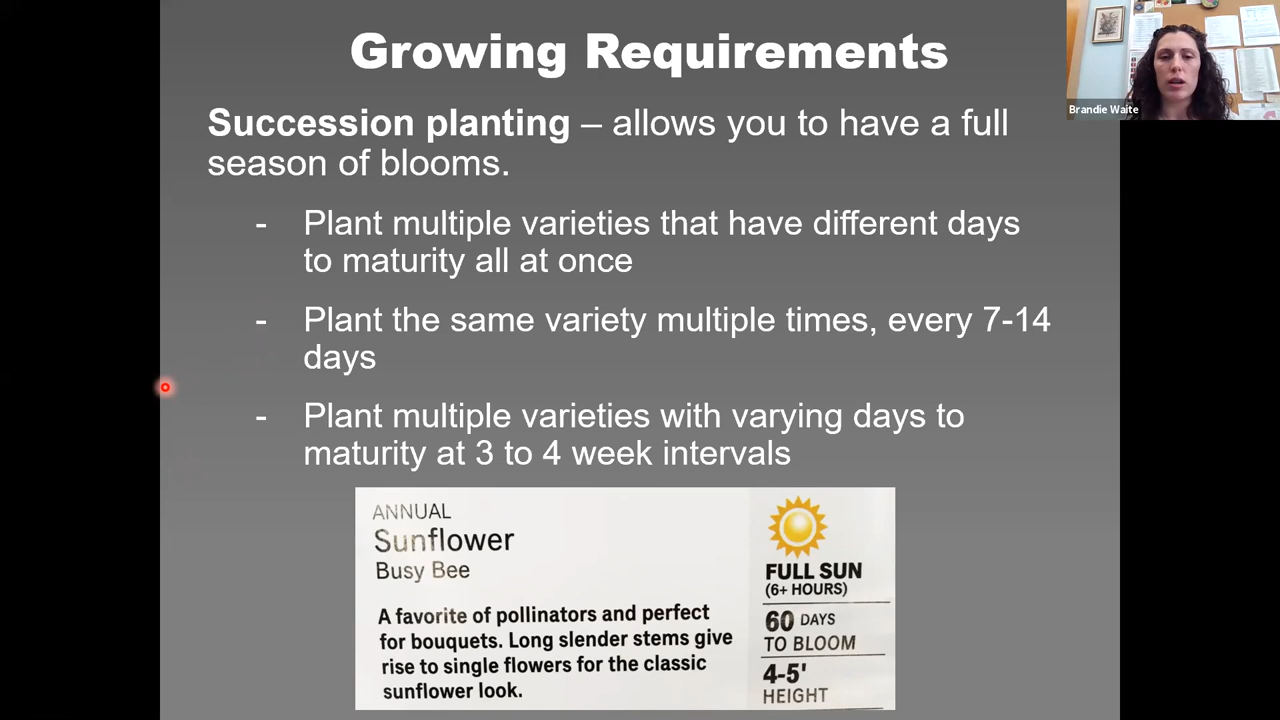 Growing Requirements
Brandie Waite
Succession planting – allows you to have a full
season of blooms.
- Plant multiple varieties that have different days
to maturity all at once
- Plant the same variety multiple times, every 7-14
days
- Plant multiple varieties with varying days to
maturity at 3 to 4 week intervals
ANNUAL
Sunflower
Busy Bee
A favorite of pollinators and perfect
for bouquets. Long slender stems give
rise to single flowers for the classic
sunflower look.
FULL SUN
(6+ HOURS)
60 DAYS
TO BLOOM
4-5'
HEIGHT